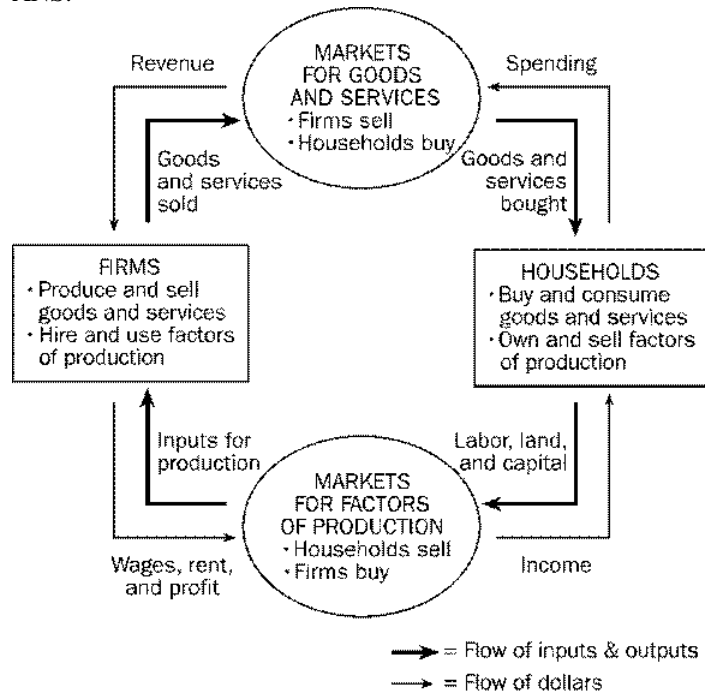 Revenue
MARKETS
FOR GOODS
AND SERVICES
• Firms sell
• Households buy
Spending
Goods
and services
sold
Goods and
services
bought
FIRMS
• Produce and sell
goods and services
• Hire and use factors
of production
HOUSEHOLDS
• Buy and consume
goods and services
• Own and sell factors
of production
Inputs for
production
Labor, land,
and capital
MARKETS
FOR FACTORS
OF PRODUCTION
• Households sell
• Firms buy
Wages, rent,
and profit
Income
= Flow of inputs & outputs
= Flow of dollars